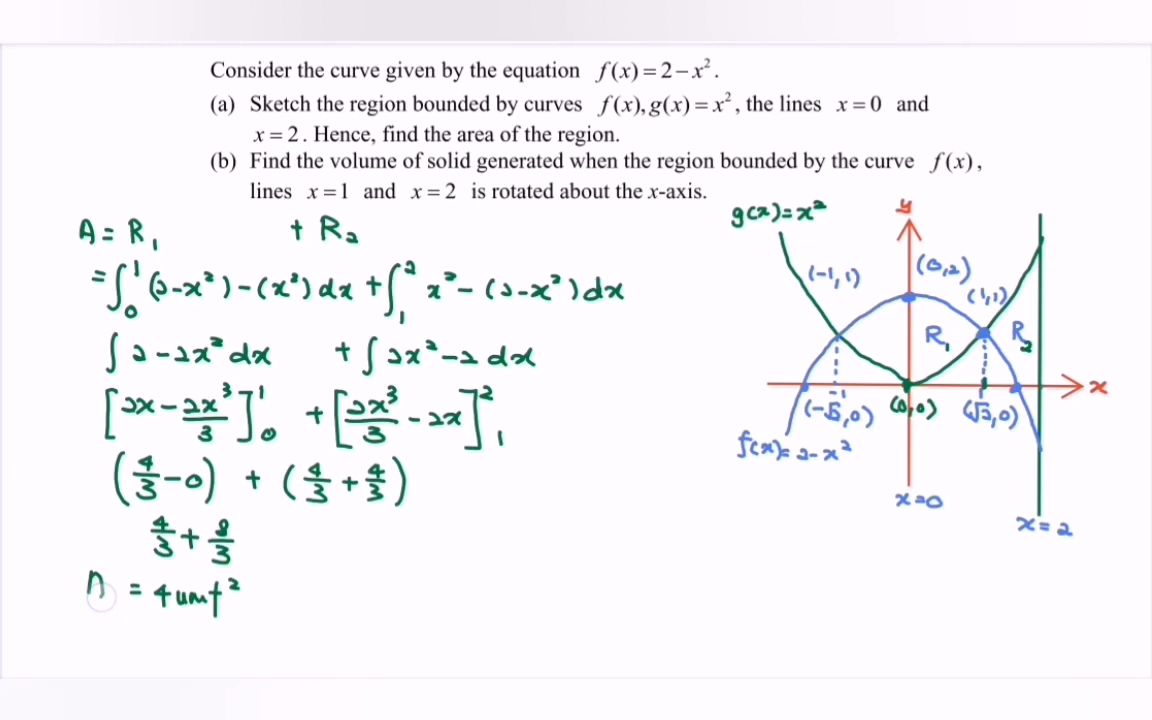 Consider the curve given by the equation f(x)=2−x².
(a) Sketch the region bounded by curves f(x), g(x)=x², the lines x=0 and
x=2. Hence, find the area of the region.
(b) Find the volume of solid generated when the region bounded by the curve f(x),
lines x=1 and x=2 is rotated about the x-axis.
A = R₁ + R₂
= ∫₀¹ (2-x²) - (x²) dx + ∫₁² x² - (2-x²) dx
∫ 2 - 2x² dx + ∫ 2x² - 2 dx
[2x - 2x³/3]₀¹ + [2x³/3 - 2x]₁²
(4/3 - 0) + (4/3 + 4/3)
4/3 + 8/3
= 4 unit²
g(x)=x²
y
(-1,1)
(0,2)
(1,1)
R₁
R₂
x
-1
(0,0)
f(x)= 2-x²
x=0
x=2